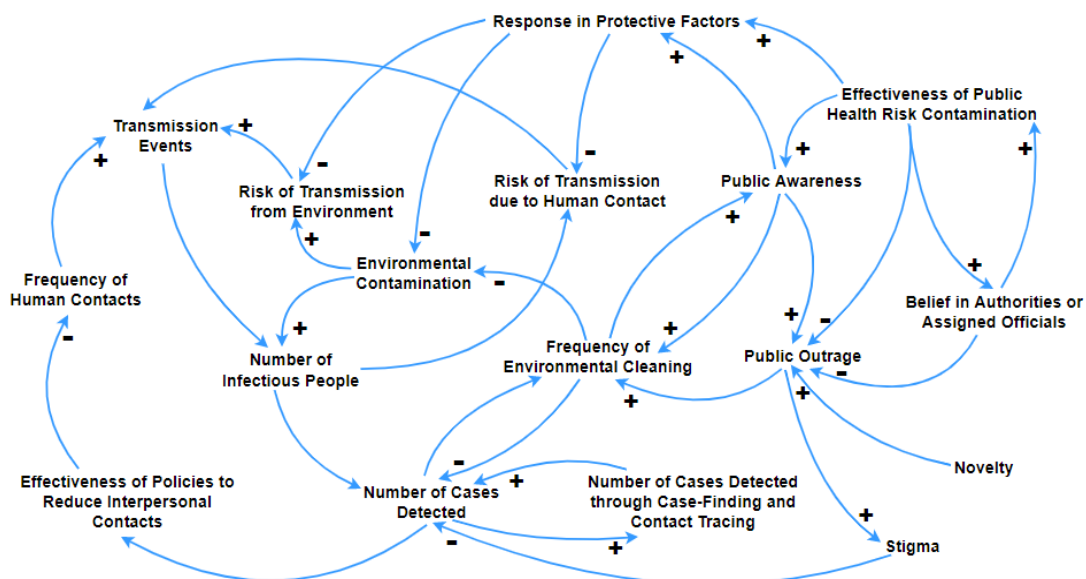 Response in Protective Factors
+
+
Effectiveness of Public
Health Risk Contamination
Transmission
Events
+
+
-
-
+
+
Risk of Transmission
from Environment
Risk of Transmission
due to Human Contact
Public Awareness
+
+
-
Environmental
Contamination
-
+
Frequency of
Human Contacts
Belief in Authorities or
Assigned Officials
-
+
+
+
-
Number of
Infectious People
Frequency of
Environmental Cleaning
Public Outrage
-
+
+
Effectiveness of Policies to
Reduce Interpersonal
Contacts
-
Number of Cases
Detected
+
Number of Cases Detected
through Case-Finding and
Contact Tracing
Novelty
+
-
+
Stigma